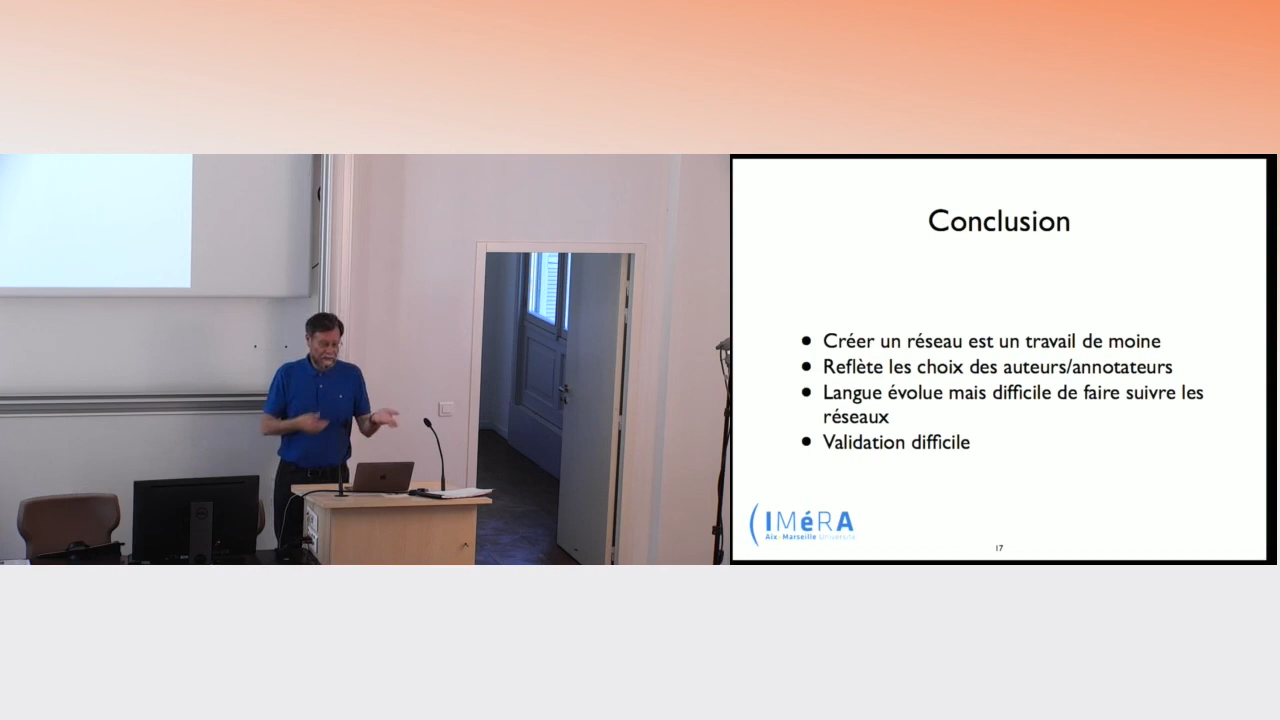 Conclusion
● Créer un réseau est un travail de moine
● Reflète les choix des auteurs/annotateurs
● Langue évolue mais difficile de faire suivre les
réseaux
● Validation difficile
(IMéRA
Aix*Marseille Université
17